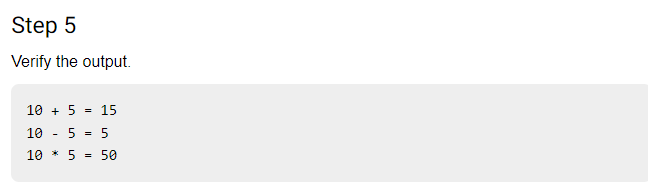 Step 5
Verify the output.
10 + 5 = 15
10 - 5 = 5
10 * 5 = 50